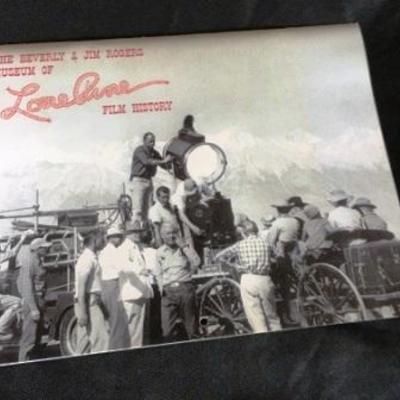 THE BEVERLY & JIM ROGERS
MUSEUM OF
Lone Pine
FILM HISTORY